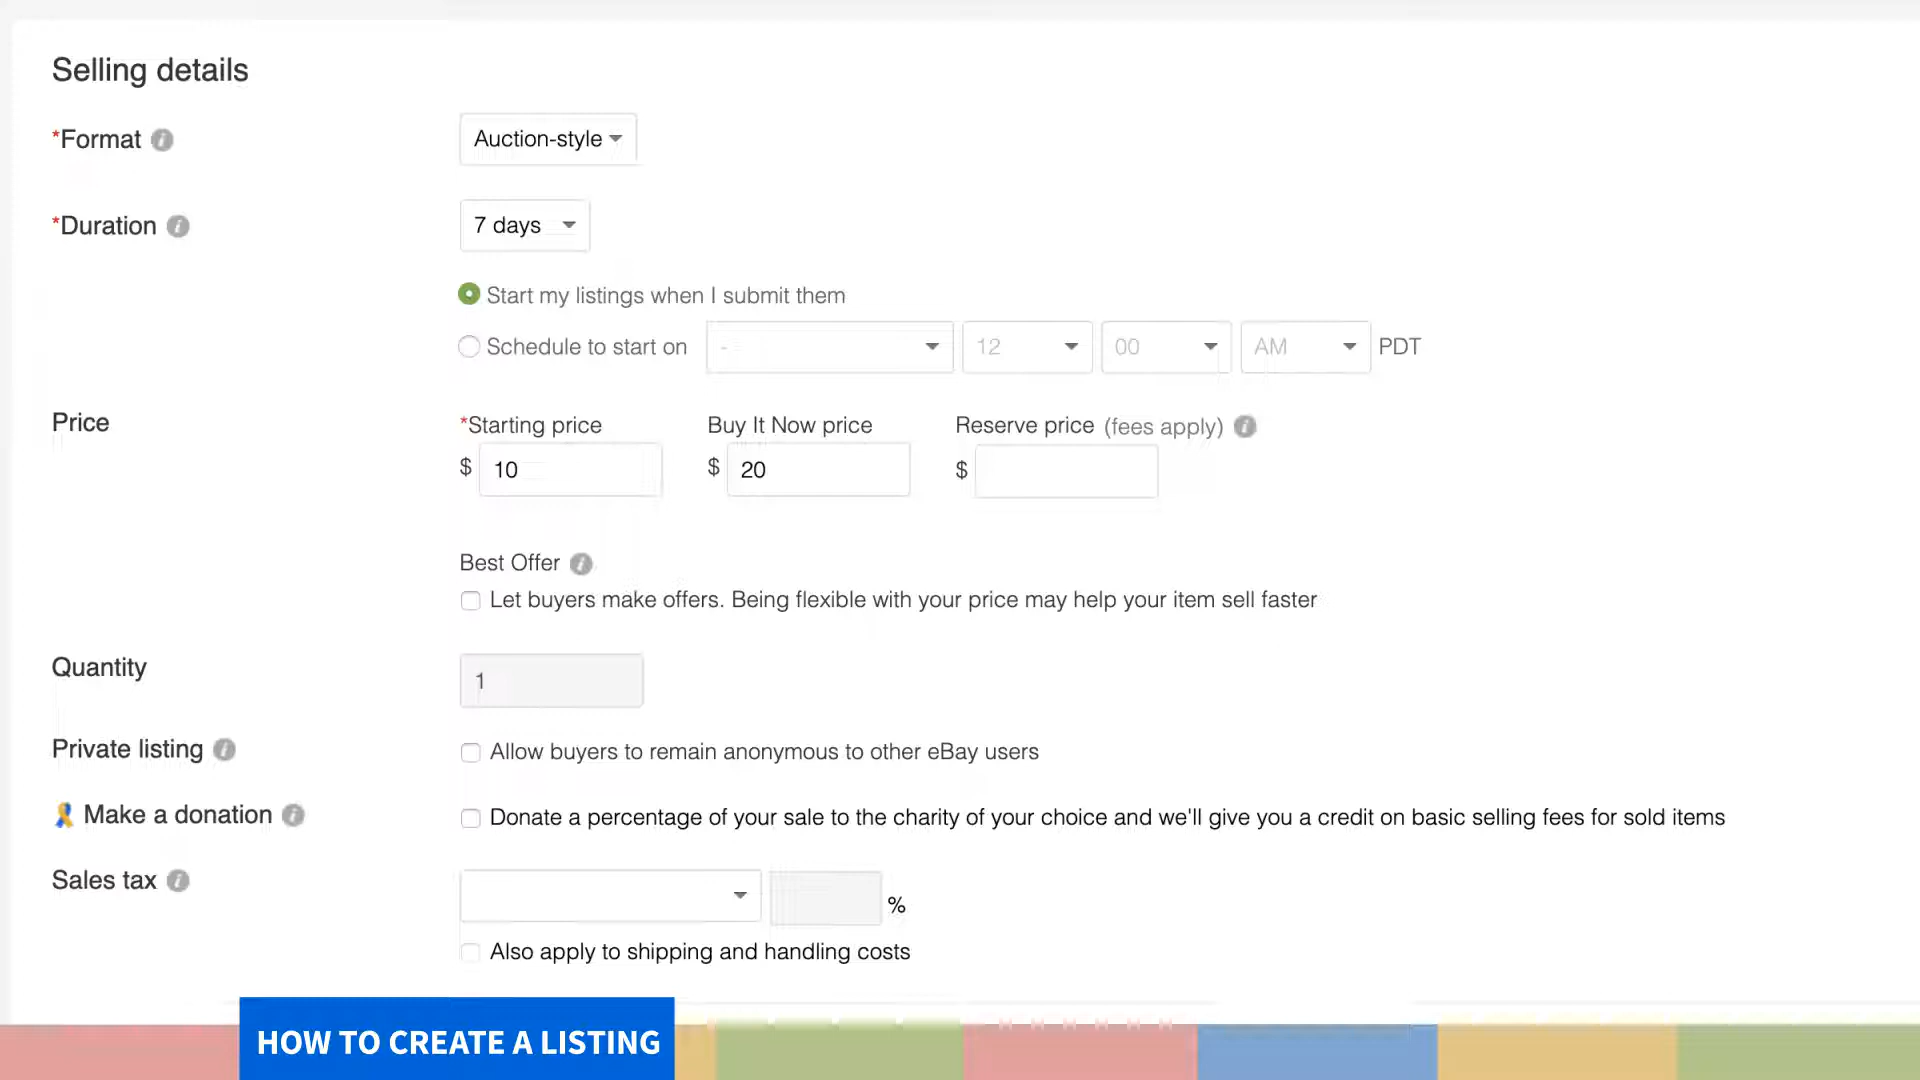 Selling details
*Format
Auction-style
*Duration
7 days
Start my listings when I submit them
Schedule to start on - 12 00 AM PDT
Price
*Starting price Buy It Now price Reserve price (fees apply)
$ 10 $ 20 $
Best Offer
Let buyers make offers. Being flexible with your price may help your item sell faster
Quantity
1
Private listing
Allow buyers to remain anonymous to other eBay users
Make a donation
Donate a percentage of your sale to the charity of your choice and we'll give you a credit on basic selling fees for sold items
Sales tax
%
Also apply to shipping and handling costs
HOW TO CREATE A LISTING